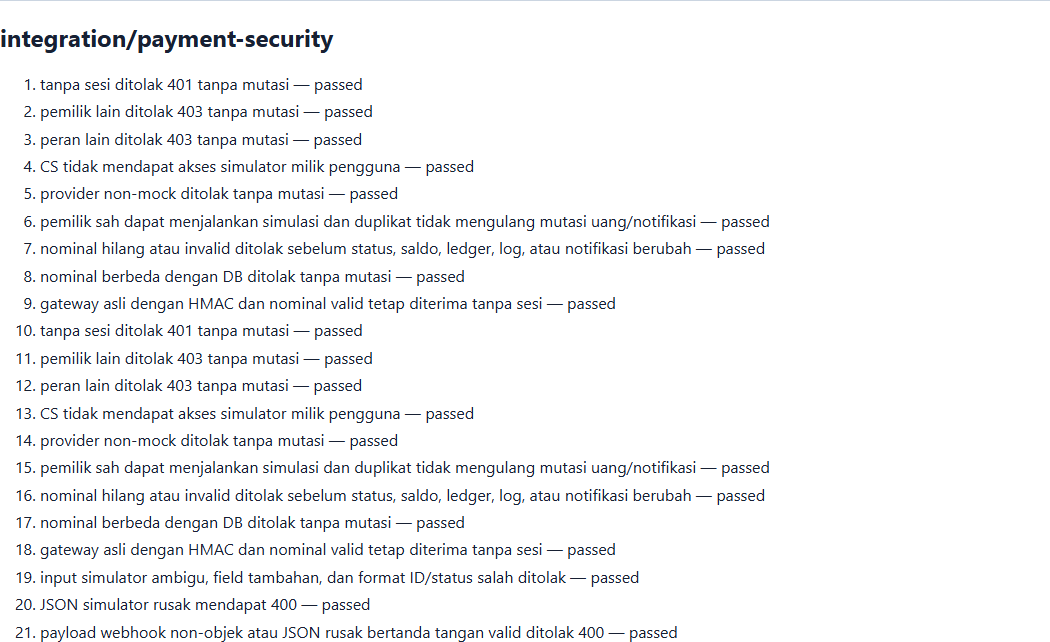 integration/payment-security
1. tanpa sesi ditolak 401 tanpa mutasi — passed
2. pemilik lain ditolak 403 tanpa mutasi — passed
3. peran lain ditolak 403 tanpa mutasi — passed
4. CS tidak mendapat akses simulator milik pengguna — passed
5. provider non-mock ditolak tanpa mutasi — passed
6. pemilik sah dapat menjalankan simulasi dan duplikat tidak mengulang mutasi uang/notifikasi — passed
7. nominal hilang atau invalid ditolak sebelum status, saldo, ledger, log, atau notifikasi berubah — passed
8. nominal berbeda dengan DB ditolak tanpa mutasi — passed
9. gateway asli dengan HMAC dan nominal valid tetap diterima tanpa sesi — passed
10. tanpa sesi ditolak 401 tanpa mutasi — passed
11. pemilik lain ditolak 403 tanpa mutasi — passed
12. peran lain ditolak 403 tanpa mutasi — passed
13. CS tidak mendapat akses simulator milik pengguna — passed
14. provider non-mock ditolak tanpa mutasi — passed
15. pemilik sah dapat menjalankan simulasi dan duplikat tidak mengulang mutasi uang/notifikasi — passed
16. nominal hilang atau invalid ditolak sebelum status, saldo, ledger, log, atau notifikasi berubah — passed
17. nominal berbeda dengan DB ditolak tanpa mutasi — passed
18. gateway asli dengan HMAC dan nominal valid tetap diterima tanpa sesi — passed
19. input simulator ambigu, field tambahan, dan format ID/status salah ditolak — passed
20. JSON simulator rusak mendapat 400 — passed
21. payload webhook non-objek atau JSON rusak bertanda tangan valid ditolak 400 — passed